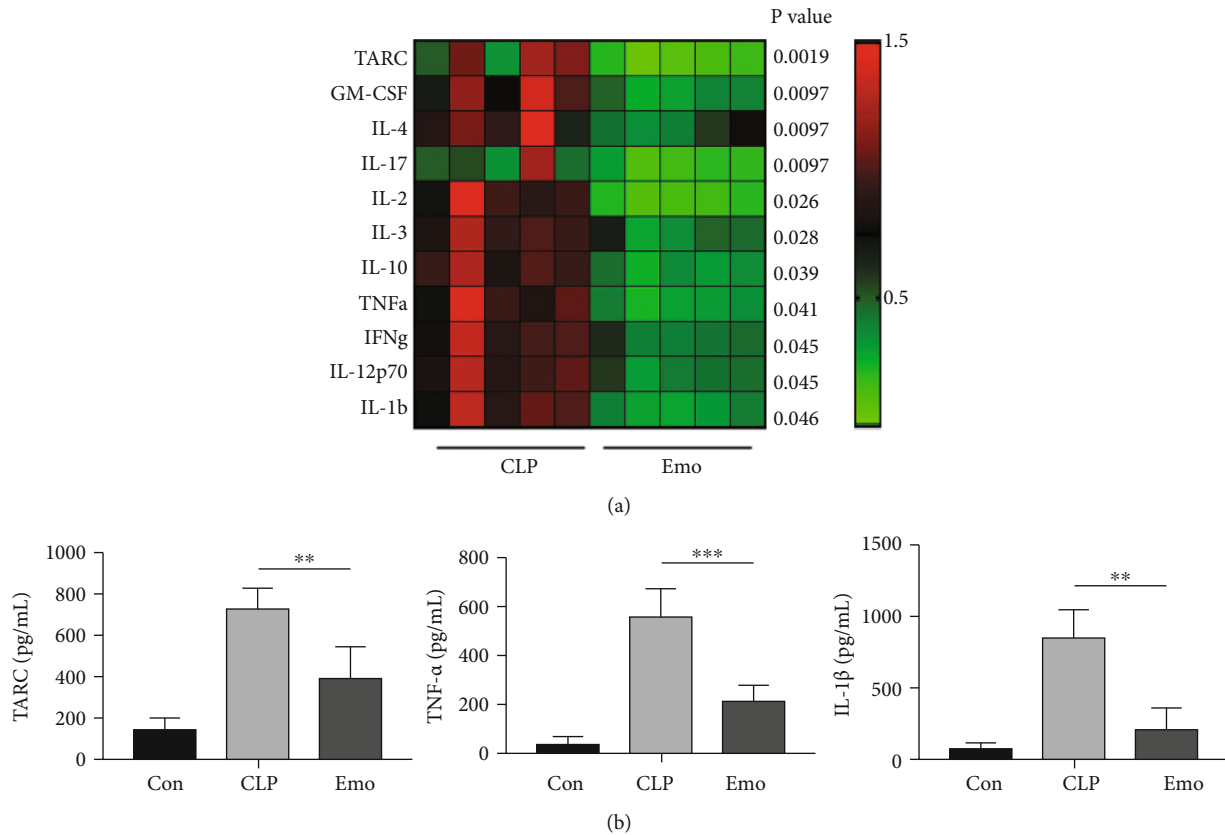 P value
TARC 0.0019 1.5
GM-CSF 0.0097
IL-4 0.0097
IL-17 0.0097
IL-2 0.026
IL-3 0.028
IL-10 0.039
TNFa 0.041 0.5
IFNg 0.045
IL-12p70 0.045
IL-1b 0.046
CLP Emo
(a)
TARC (pg/mL)
1000
800
600
400
200
0
**
Con CLP Emo
TNF-α (pg/mL)
800
600
400
200
0
***
Con CLP Emo
IL-1β (pg/mL)
1500
1000
500
0
**
Con CLP Emo
(b)